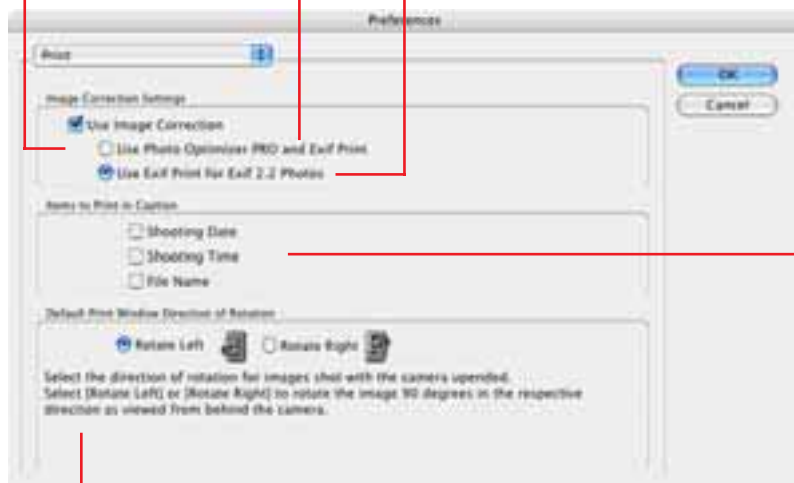 Preferences
Print
OK
Cancel
Image Correction Settings
Use Image Correction
Use Photo Optimizer PRO and Exif Print
Use Exif Print for Exif 2.2 Photos
Items to Print in Caption
Shooting Date
Shooting Time
File Name
Default Print Window Direction of Rotation
Rotate Left
Rotate Right
Select the direction of rotation for images shot with the camera upended.
Select [Rotate Left] or [Rotate Right] to rotate the image 90 degrees in the respective
direction as viewed from behind the camera.